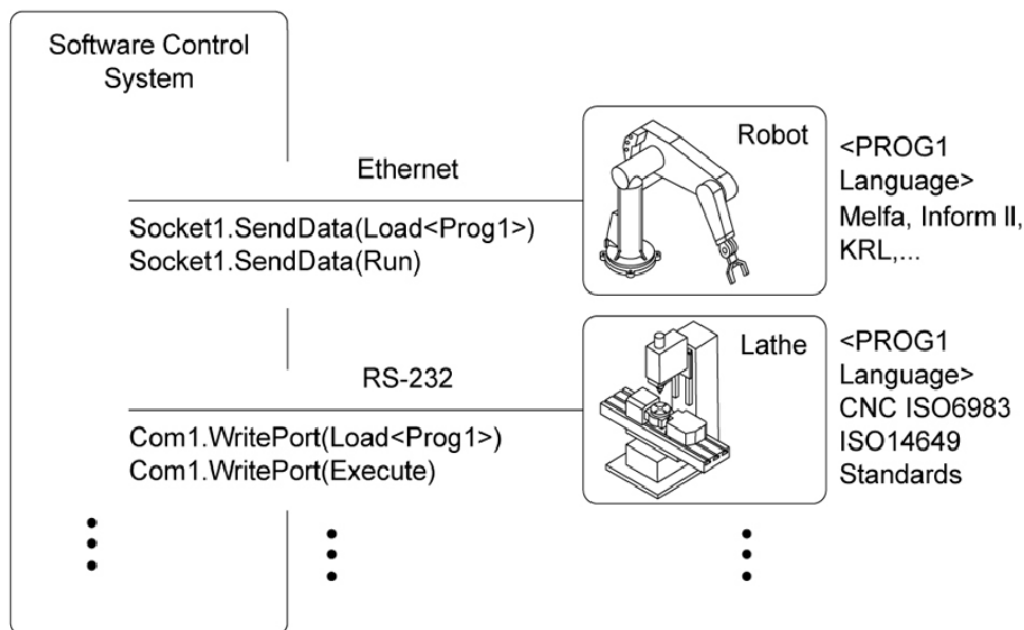 Software Control
System
Ethernet
Socket1.SendData(Load<Prog1>)
Socket1.SendData(Run)
Robot
<PROG1
Language>
Melfa, Inform II,
KRL,...
RS-232
Com1.WritePort(Load<Prog1>)
Com1.WritePort(Execute)
Lathe
<PROG1
Language>
CNC ISO6983
ISO14649
Standards